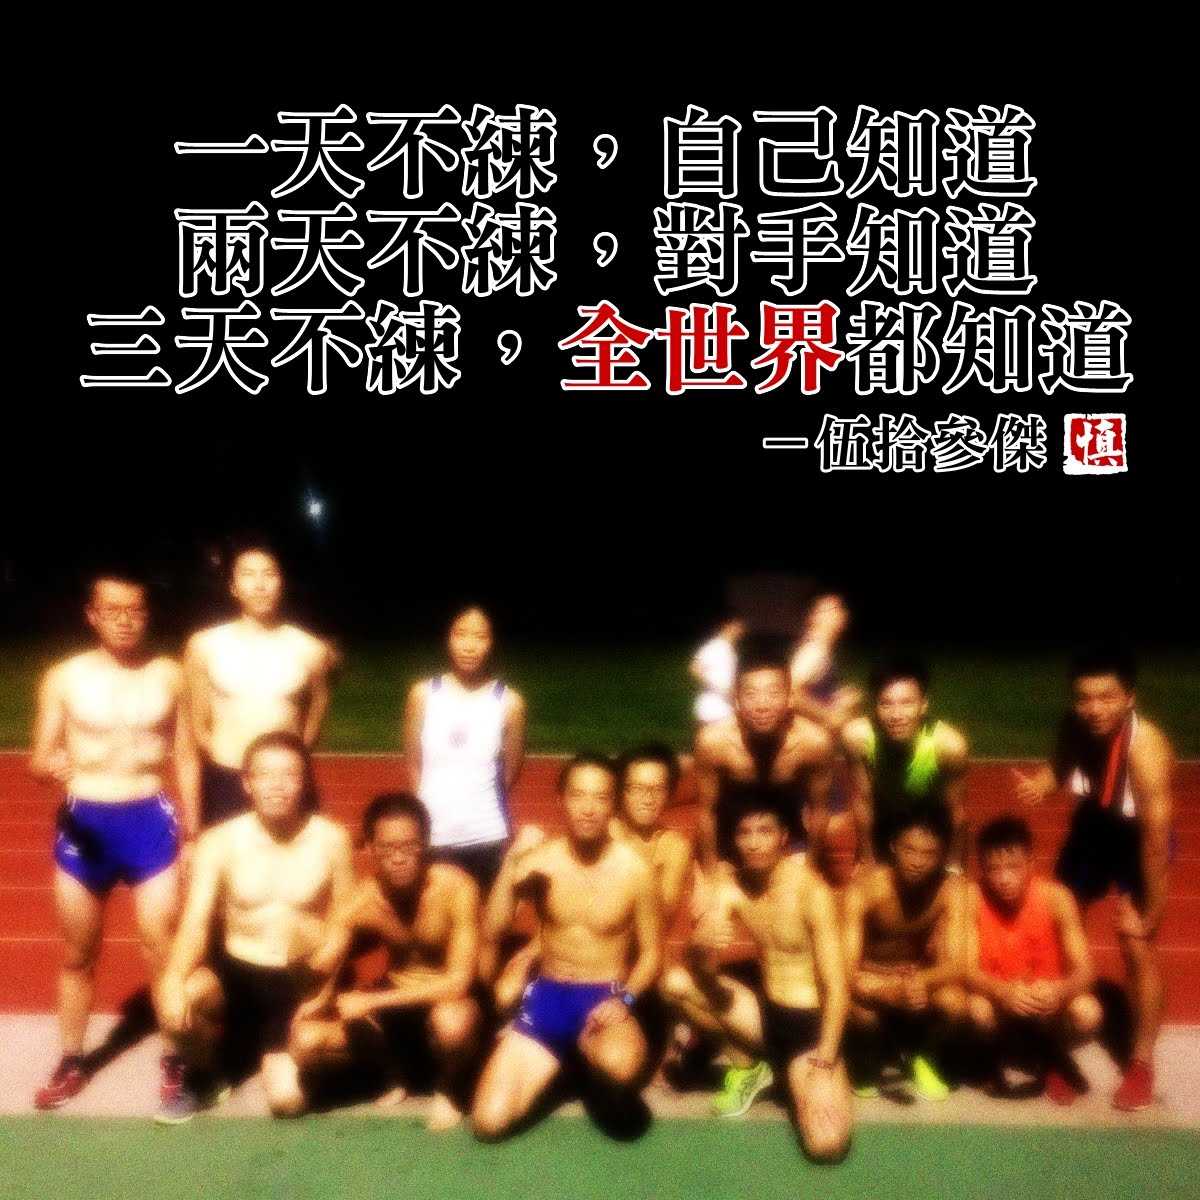 一天不練，自己知道
兩天不練，對手知道
三天不練，全世界都知道
－伍拾參傑 慎